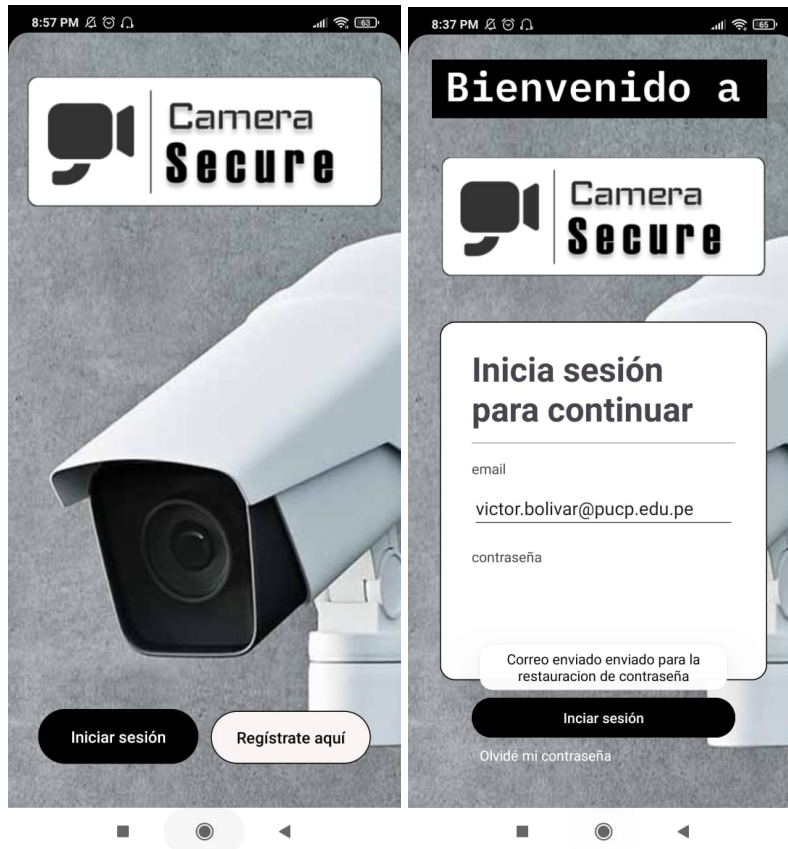 8:57 PM
63
Camera
Secure
Iniciar sesión
Regístrate aquí
8:37 PM
65
Bienvenido a
Camera
Secure
Inicia sesión
para continuar
email
victor.bolivar@pucp.edu.pe
contraseña
Correo enviado enviado para la
restauracion de contraseña
Inciar sesión
Olvidé mi contraseña